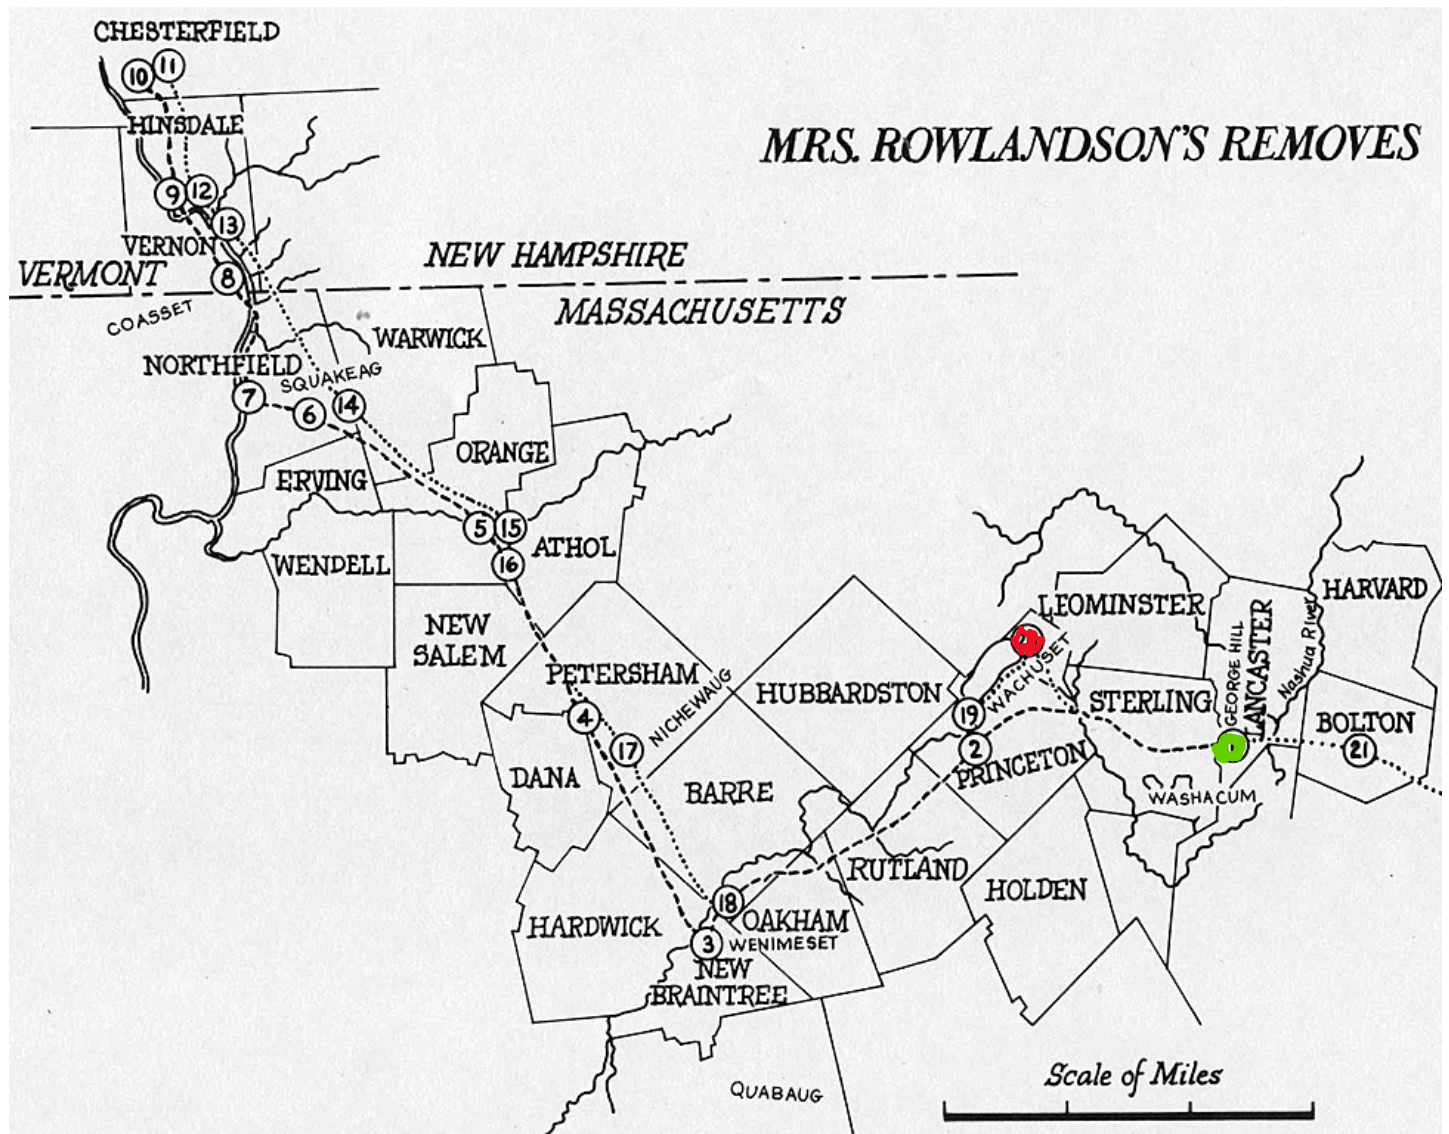 CHESTERFIELD
10
11
HINSDALE
MRS. ROWLANDSON'S REMOVES
9
12
13
VERNON
VERMONT
8
NEW HAMPSHIRE
COASSET
MASSACHUSETTS
WARWICK
NORTHFIELD
SQUAKEAG
7
6
14
ORANGE
ERVING
5
15
ATHOL
16
WENDELL
NEW
SALEM
PETERSHAM
NICHEWAUG
4
17
DANA
BARRE
HUBBARDSTON
LEOMINSTER
WACHUSET
19
2
PRINCETON
STERLING
GEORGE HILL
LANCASTER
Nashua River
HARVARD
BOLTON
21
WASHACUM
RUTLAND
HOLDEN
18
OAKHAM
HARDWICK
3
WENIMESET
NEW
BRAINTREE
QUABAUG
Scale of Miles